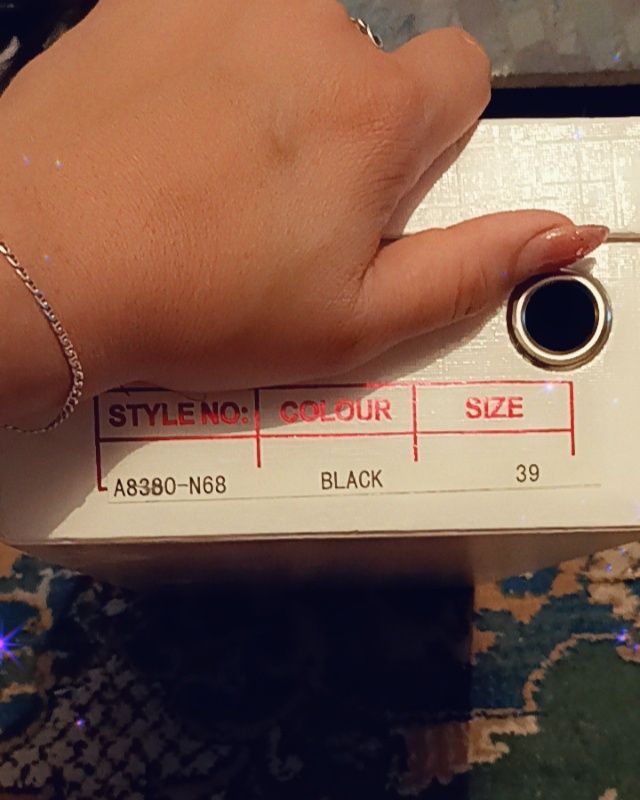 STYLE NO: COLOUR SIZE
A8380-N68 BLACK 39